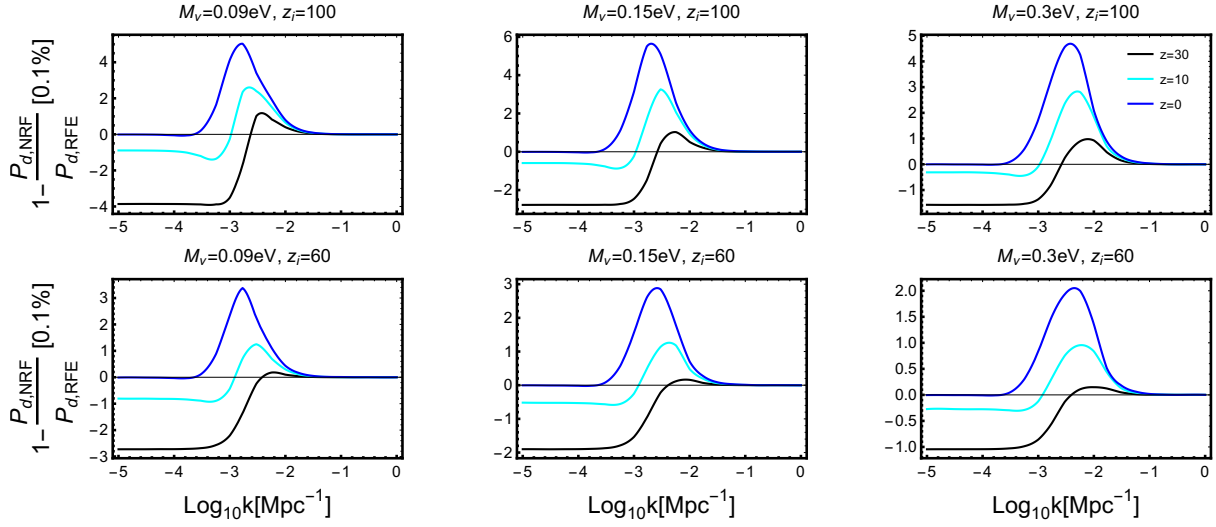 M_ν=0.09eV, z_i=100
M_ν=0.15eV, z_i=100
M_ν=0.3eV, z_i=100
1-P_{d,NRF}/P_{d,RFE} [0.1%]
4
2
0
-2
-4
-5 -4 -3 -2 -1 0
6
4
2
0
-2
-5 -4 -3 -2 -1 0
5
4
3
2
1
0
-1
-5 -4 -3 -2 -1 0
z=30
z=10
z=0
M_ν=0.09eV, z_i=60
M_ν=0.15eV, z_i=60
M_ν=0.3eV, z_i=60
1-P_{d,NRF}/P_{d,RFE} [0.1%]
3
2
1
0
-1
-2
-3
-5 -4 -3 -2 -1 0
Log₁₀k[Mpc⁻¹]
3
2
1
0
-1
-2
-5 -4 -3 -2 -1 0
Log₁₀k[Mpc⁻¹]
2.0
1.5
1.0
0.5
0.0
-0.5
-1.0
-5 -4 -3 -2 -1 0
Log₁₀k[Mpc⁻¹]